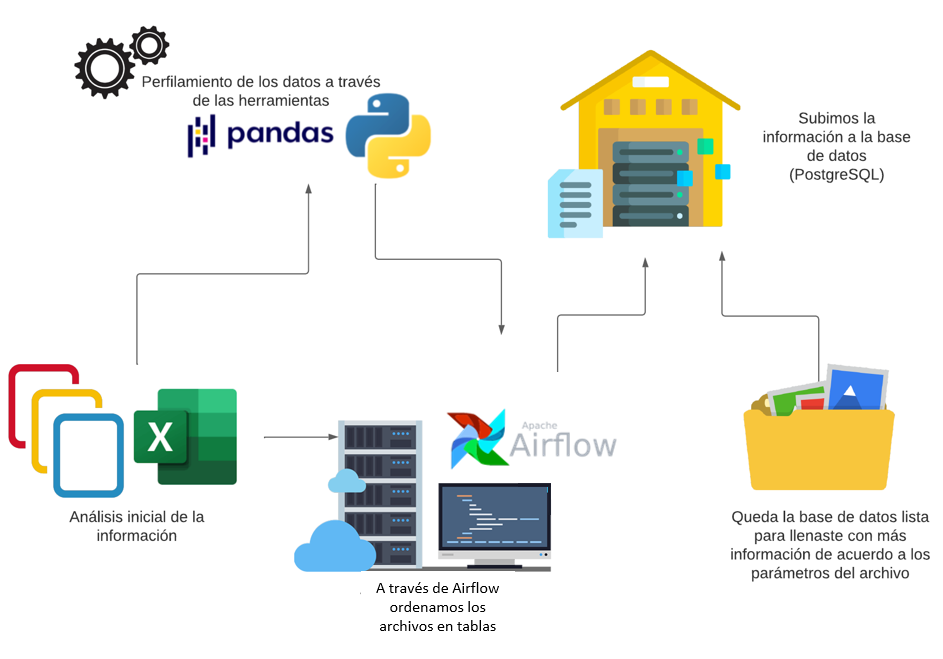 Perfilamiento de los datos a través
de las herramientas
pandas
Subimos la
información a la base
de datos
(PostgreSQL)
X
Análisis inicial de la
información
Apache
Airflow
A través de Airflow
ordenamos los
archivos en tablas
Queda la base de datos lista
para llenaste con más
información de acuerdo a los
parámetros del archivo